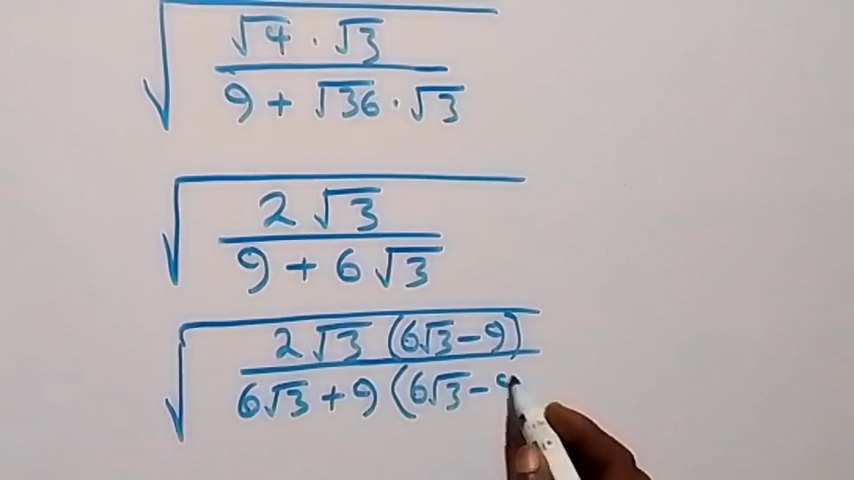 √4 · √3
9 + √36 · √3
2 √3
9 + 6 √3
2 √3 (6√3 - 9)
6√3 + 9 (6√3 - 9